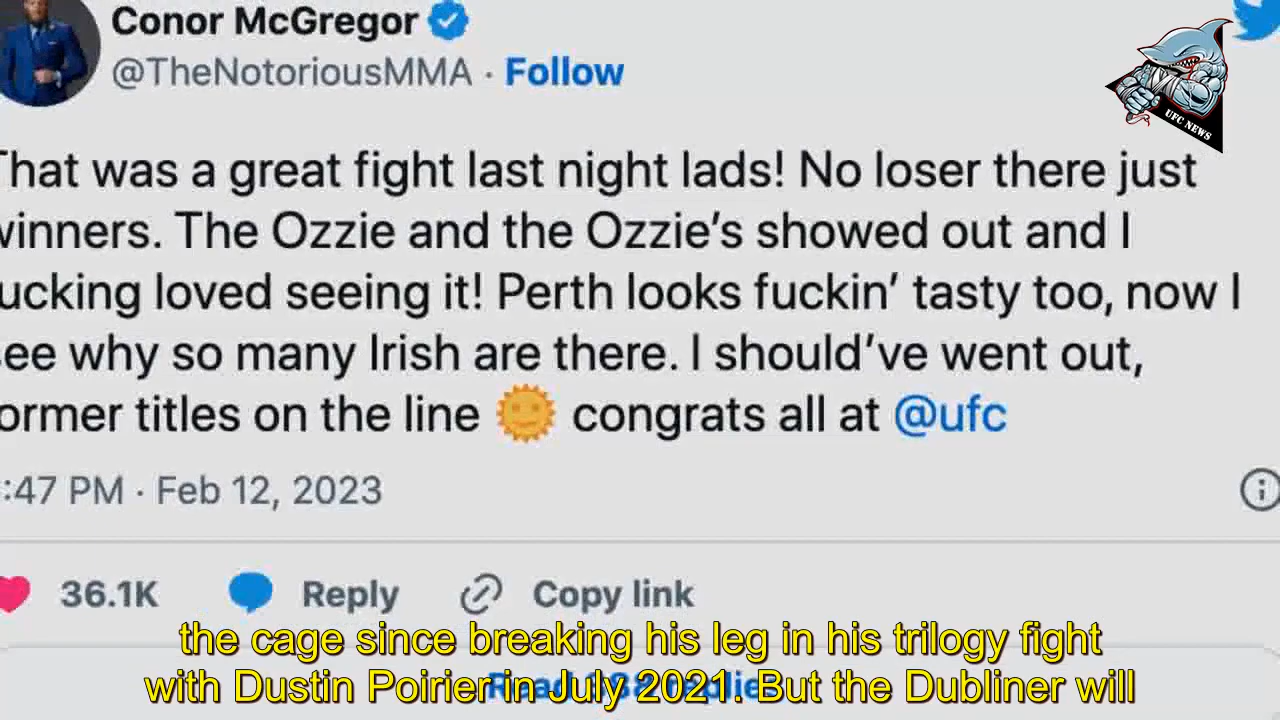 Conor McGregor
@TheNotoriousMMA · Follow
UFC NEWS
That was a great fight last night lads! No loser there just
winners. The Ozzie and the Ozzie’s showed out and I
ucking loved seeing it! Perth looks fuckin’ tasty too, now I
see why so many Irish are there. I should’ve went out,
ormer titles on the line 🌞 congrats all at @ufc
:47 PM · Feb 12, 2023
36.1K Reply Copy link
the cage since breaking his leg in his trilogy fight
with Dustin Poirier in July 2021. But the Dubliner will